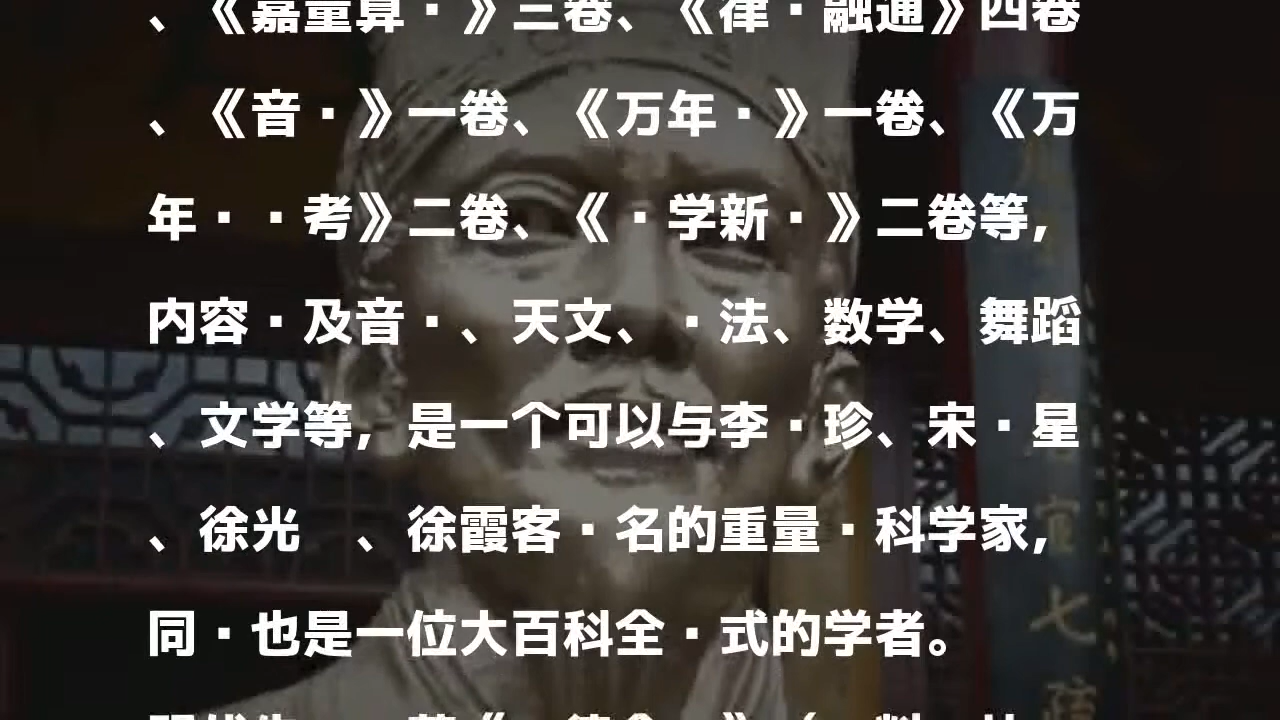 、《嘉量算·》三卷、《律·融通》四卷
、《音·》一卷、《万年·》一卷、《万
年··考》二卷、《·学新·》二卷等，
内容·及音·、天文、·法、数学、舞蹈
、文学等，是一个可以与李·珍、宋·星
、徐光　、徐霞客·名的重量·科学家，
同·也是一位大百科全·式的学者。
宣
七